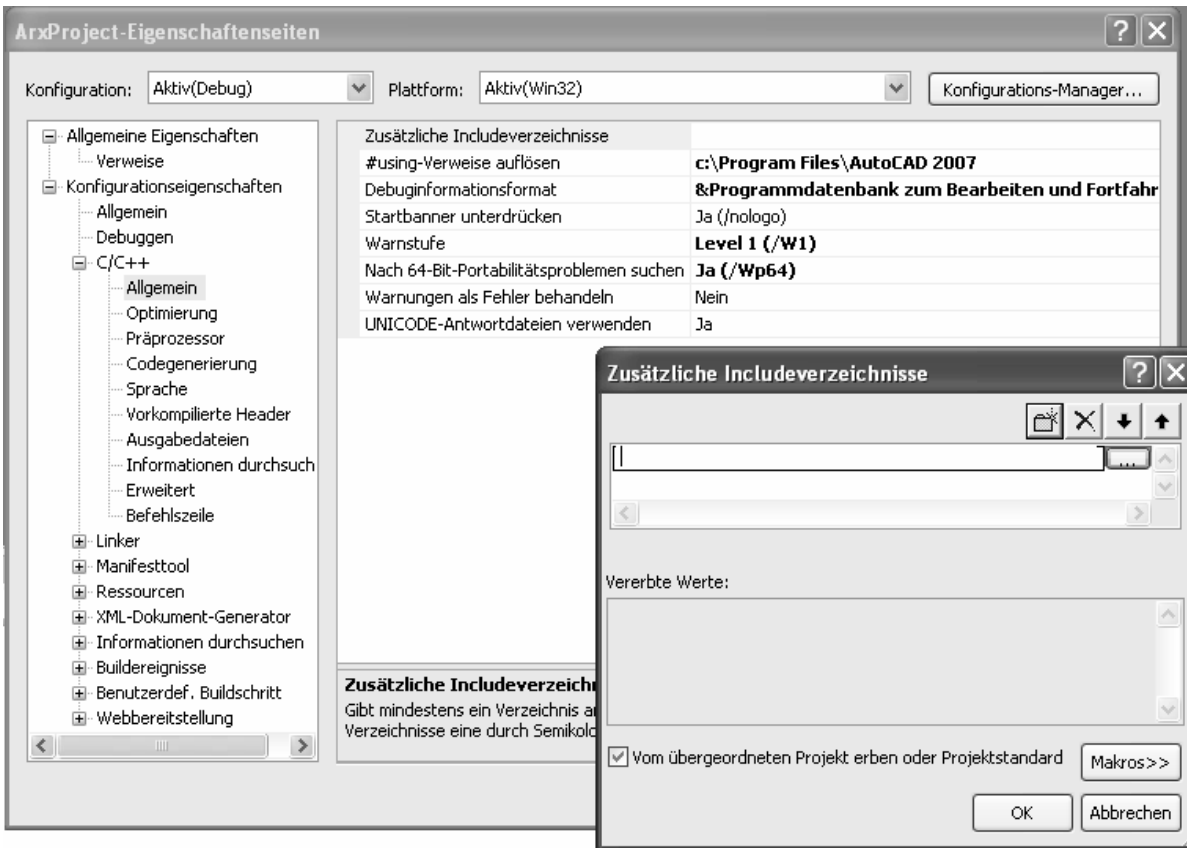 ArxProject-Eigenschaftenseiten
Konfiguration: Aktiv(Debug) Plattform: Aktiv(Win32) Konfigurations-Manager...
Allgemeine Eigenschaften
Verweise
Konfigurationseigenschaften
Allgemein
Debuggen
C/C++
Allgemein
Optimierung
Präprozessor
Codegenerierung
Sprache
Vorkompilierte Header
Ausgabedateien
Informationen durchsuch
Erweitert
Befehlszeile
Linker
Manifesttool
Ressourcen
XML-Dokument-Generator
Informationen durchsuchen
Buildereignisse
Benutzerdef. Buildschritt
Webbereitstellung
Zusätzliche Includeverzeichnisse
#using-Verweise auflösen c:\Program Files\AutoCAD 2007
Debuginformationsformat &Programmdatenbank zum Bearbeiten und Fortfahr
Startbanner unterdrücken Ja (/nologo)
Warnstufe Level 1 (/W1)
Nach 64-Bit-Portabilitätsproblemen suchen Ja (/Wp64)
Warnungen als Fehler behandeln Nein
UNICODE-Antwortdateien verwenden Ja
Zusätzliche Includeverzeich
Gibt mindestens ein Verzeichnis a
Verzeichnisse eine durch Semikolo
Zusätzliche Includeverzeichnisse
...
Vererbte Werte:
Vom übergeordneten Projekt erben oder Projektstandard
Makros>>
OK Abbrechen